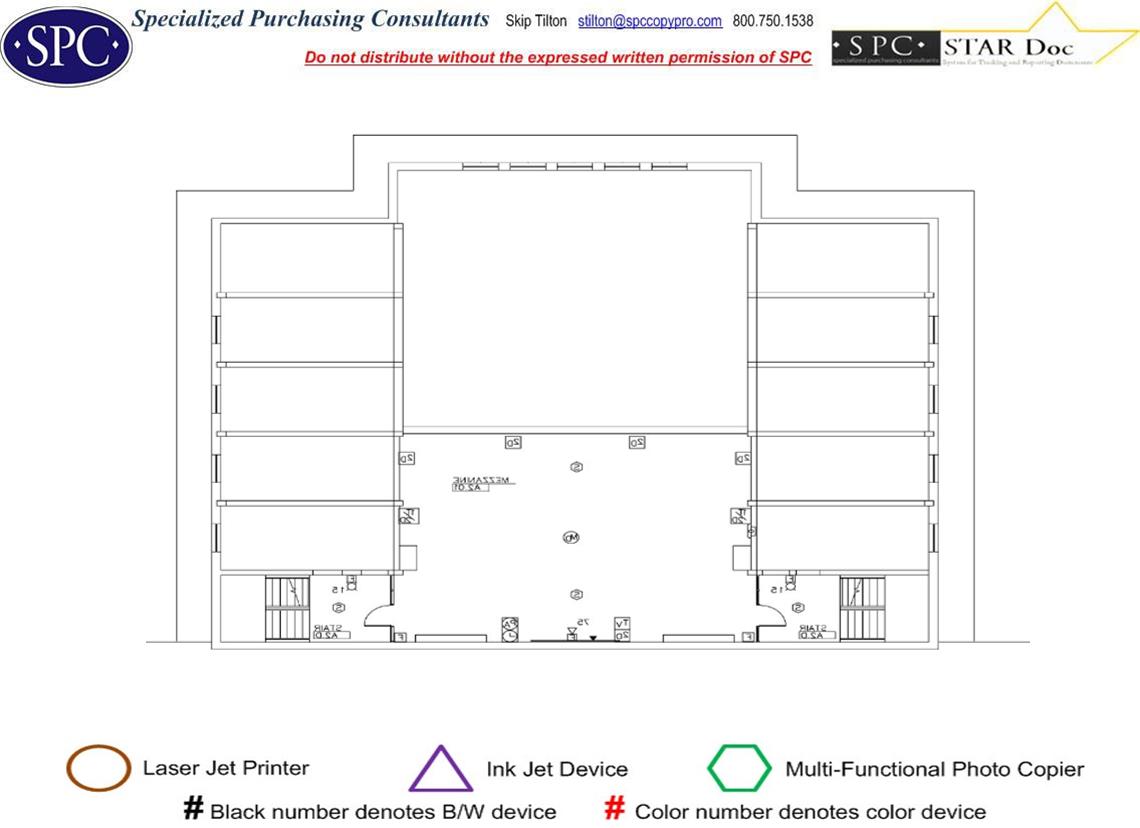 SPC
Specialized Purchasing Consultants Skip Tilton stilton@spccopypro.com 800.750.1538
Do not distribute without the expressed written permission of SPC
· SPC · STAR Doc
specialized purchasing consultants System for Tracking and Reporting Documents
2D 2D
2D 2D
S
MEZZANINE
A2.01
Mp
15 15
S S S
STAIR STAIR
A2.D A2.D
PA 75 TV
F F 2D F
Laser Jet Printer Ink Jet Device Multi-Functional Photo Copier
# Black number denotes B/W device # Color number denotes color device